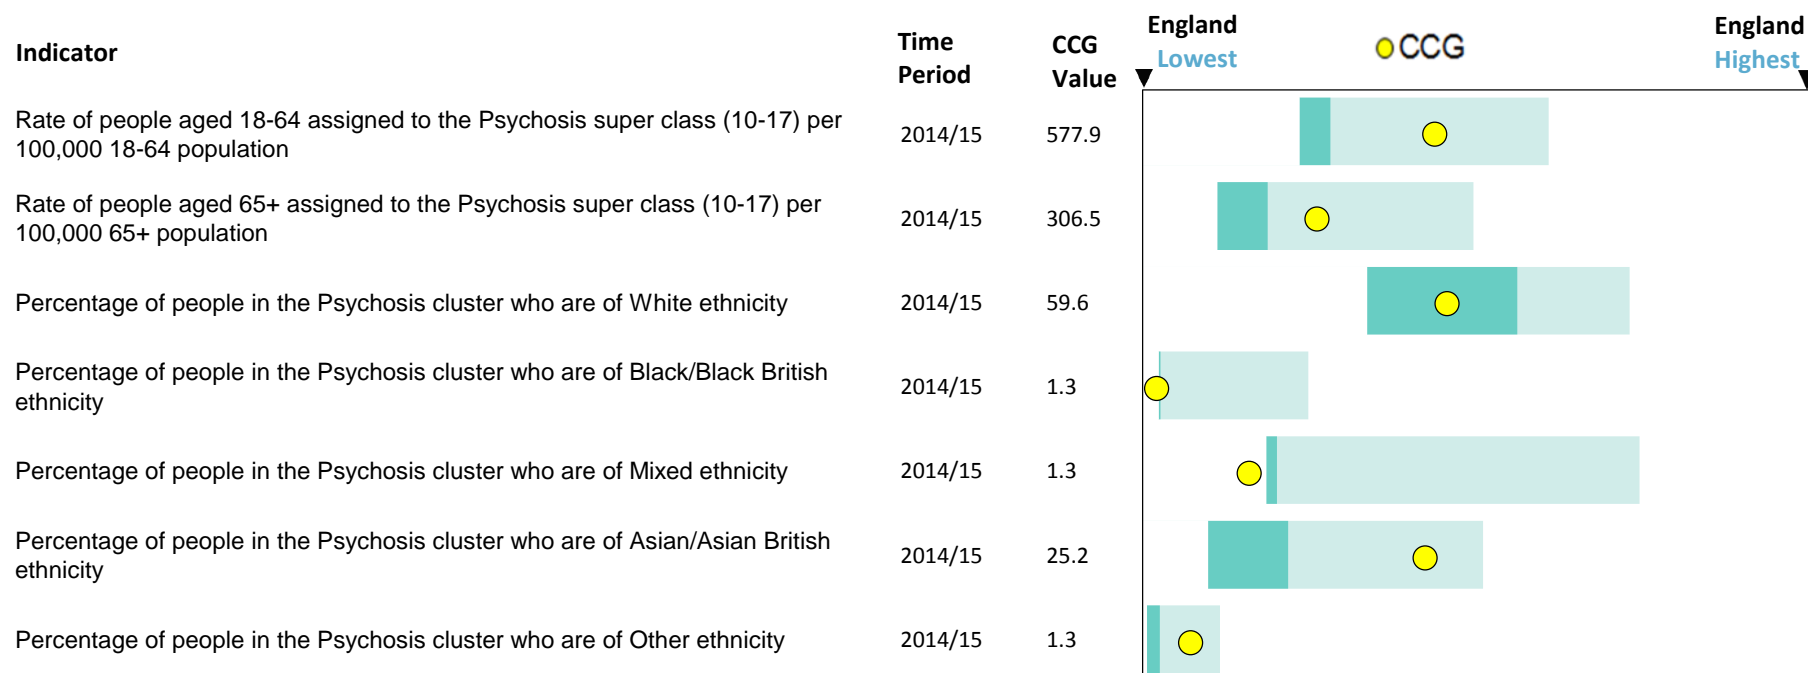 Indicator
Time Period
CCG Value
England Lowest
CCG
England Highest
Rate of people aged 18-64 assigned to the Psychosis super class (10-17) per
100,000 18-64 population
2014/15
577.9
Rate of people aged 65+ assigned to the Psychosis super class (10-17) per
100,000 65+ population
2014/15
306.5
Percentage of people in the Psychosis cluster who are of White ethnicity
2014/15
59.6
Percentage of people in the Psychosis cluster who are of Black/Black British
ethnicity
2014/15
1.3
Percentage of people in the Psychosis cluster who are of Mixed ethnicity
2014/15
1.3
Percentage of people in the Psychosis cluster who are of Asian/Asian British
ethnicity
2014/15
25.2
Percentage of people in the Psychosis cluster who are of Other ethnicity
2014/15
1.3